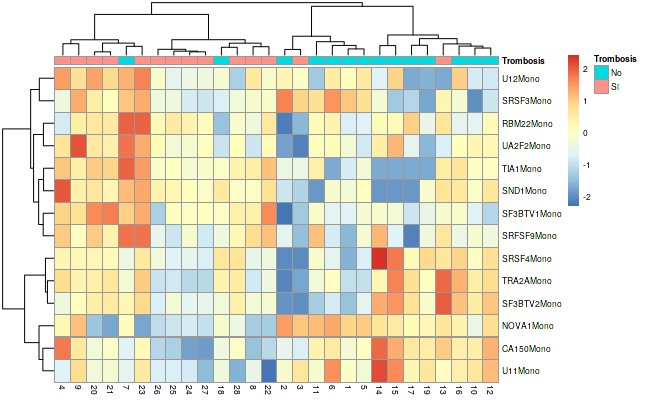 Trombosis
U12Mono
SRSF3Mono
RBM22Mono
UA2F2Mono
TIA1Mono
SND1Mono
SF3BTV1Mono
SRFSF9Mono
SRSF4Mono
TRA2AMono
SF3BTV2Mono
NOVA1Mono
CA150Mono
U11Mono
4 9 20 21 7 23 26 25 24 27 18 28 8 22 2 3 11 6 1 5 14 15 17 19 13 16 10 12
2
1
0
-1
-2
Trombosis
No
SI